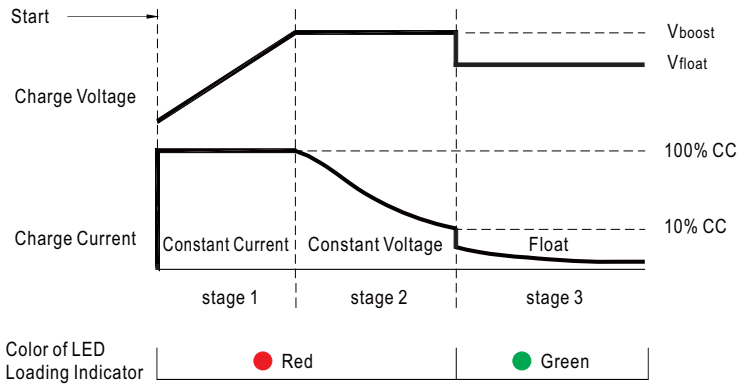 Start
Vboost
Vfloat
Charge Voltage
100% CC
10% CC
Charge Current
Constant Current
Constant Voltage
Float
stage 1
stage 2
stage 3
Color of LED
Loading Indicator
Red
Green